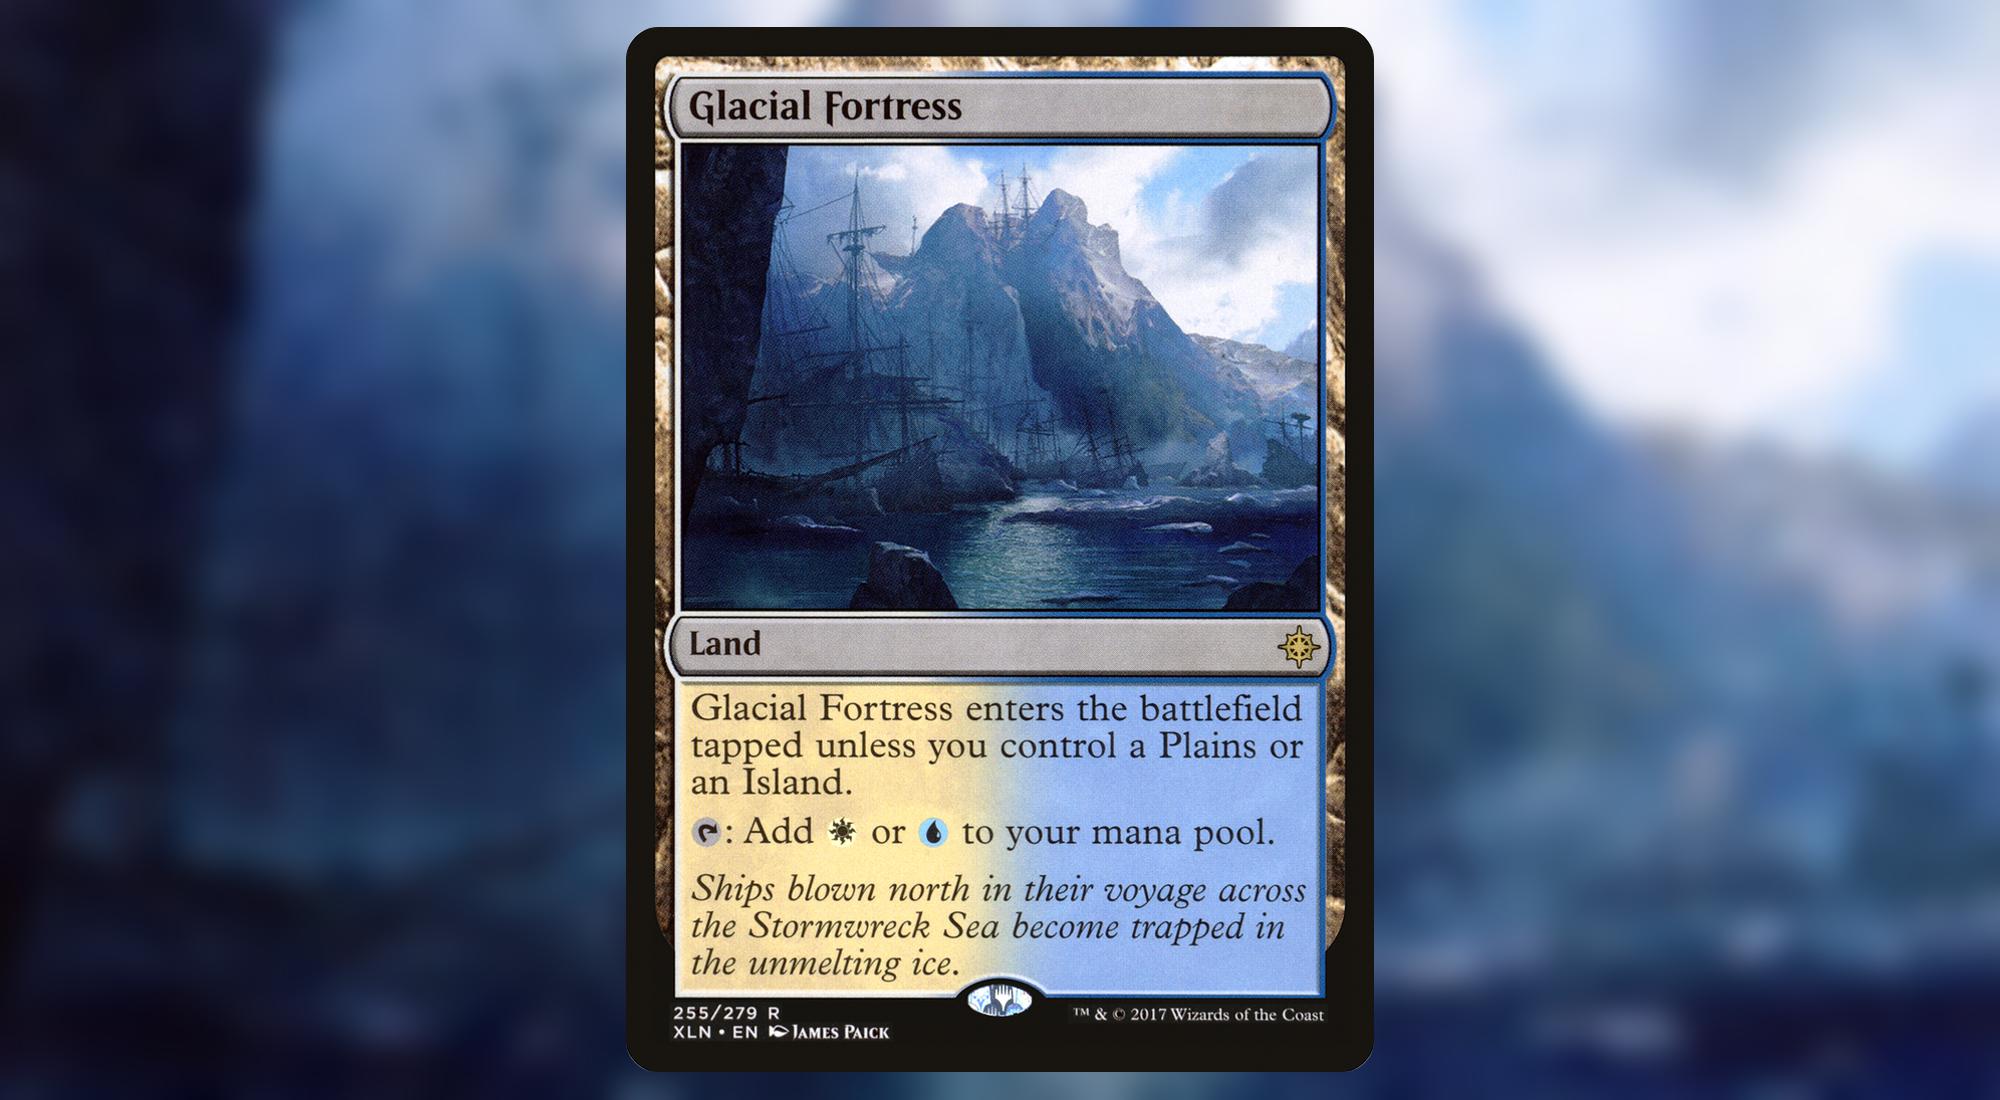 Glacial Fortress
Land
Glacial Fortress enters the battlefield
tapped unless you control a Plains or
an Island.
: Add or to your mana pool.
Ships blown north in their voyage across
the Stormwreck Sea become trapped in
the unmelting ice.
255/279 R
XLN • EN JAMES PAICK
™ & © 2017 Wizards of the Coast